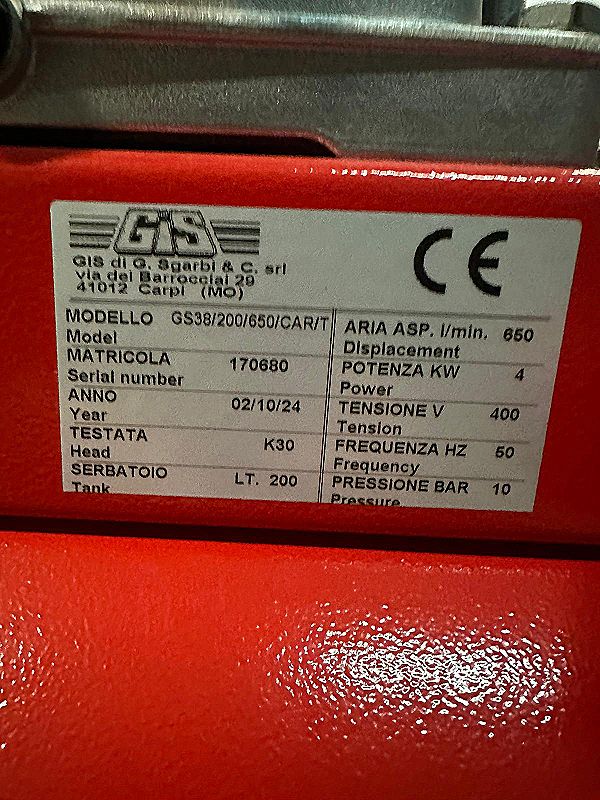 GIS
GIS di G. Sgarbi & C. srl
via dei Barrocciai 29
41012 Carpi (MO)
CE
MODELLO GS38/200/650/CAR/T
Model
MATRICOLA 170680
Serial number
ANNO 02/10/24
Year
TESTATA K30
Head
SERBATOIO LT. 200
Tank
ARIA ASP. l/min. 650
Displacement
POTENZA KW 4
Power
TENSIONE V 400
Tension
FREQUENZA HZ 50
Frequency
PRESSIONE BAR 10
Pressure